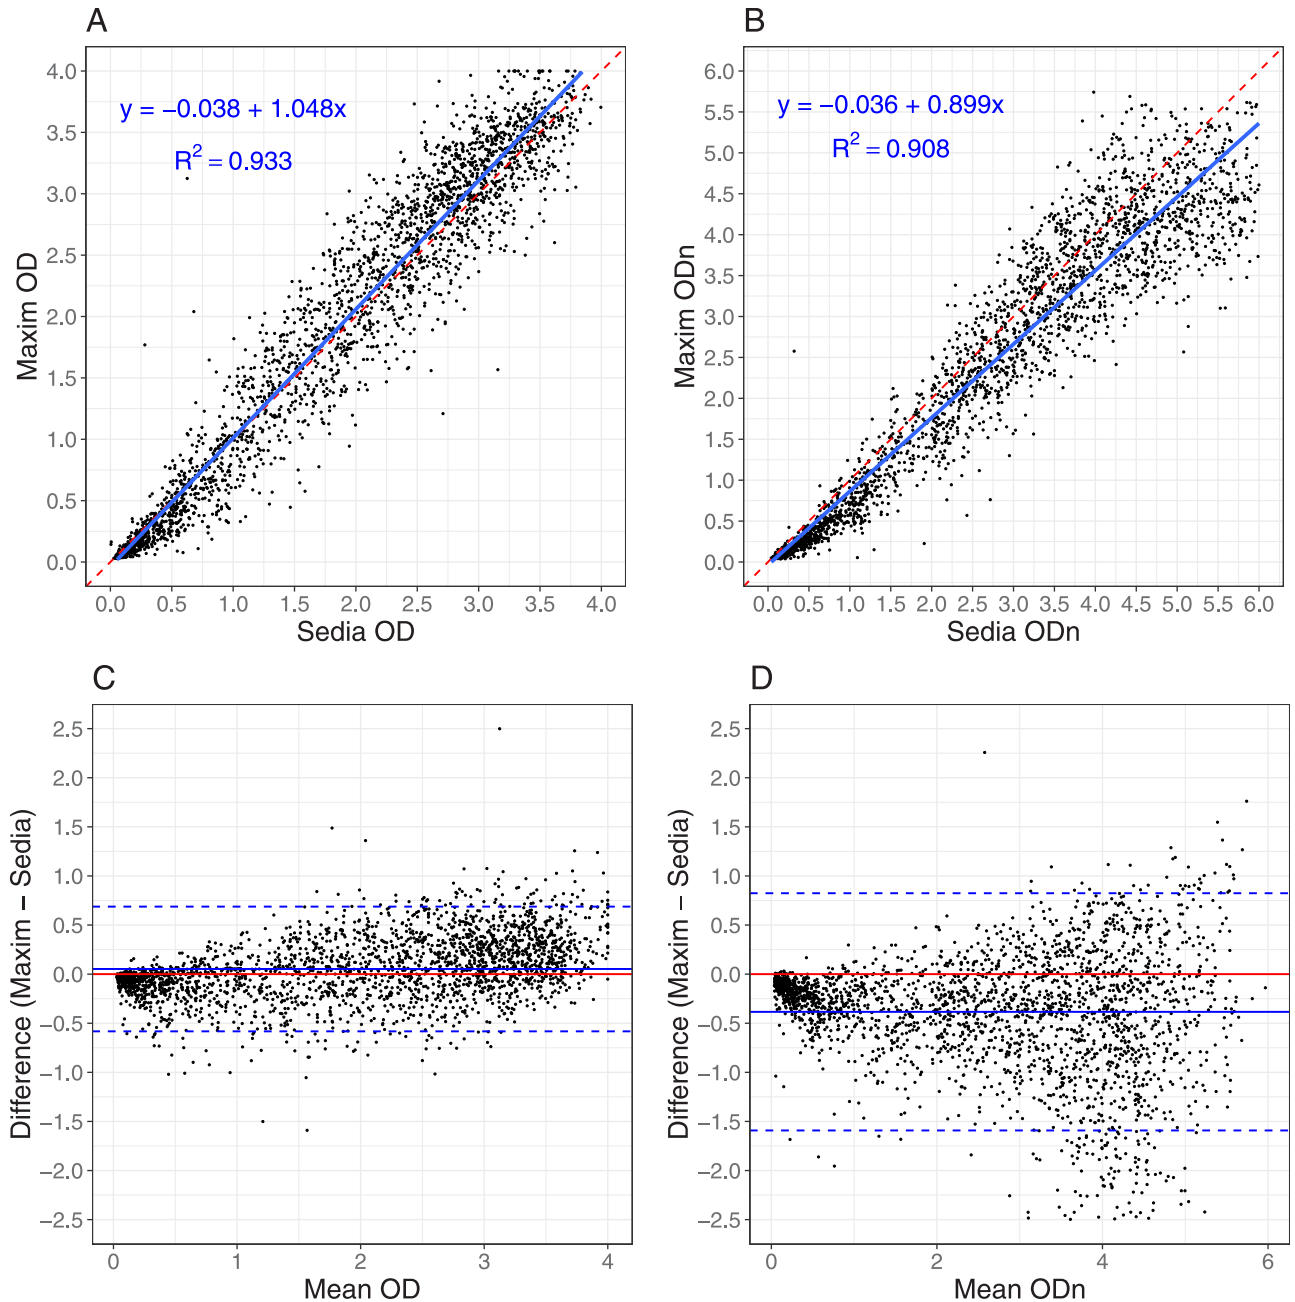 A
4.0
3.5
3.0
2.5
2.0
1.5
1.0
0.5
0.0
Maxim OD
y = −0.038 + 1.048x
R² = 0.933
0.0 0.5 1.0 1.5 2.0 2.5 3.0 3.5 4.0
Sedia OD
B
6.0
5.5
5.0
4.5
4.0
3.5
3.0
2.5
2.0
1.5
1.0
0.5
0.0
Maxim ODn
y = −0.036 + 0.899x
R² = 0.908
0.0 0.5 1.0 1.5 2.0 2.5 3.0 3.5 4.0 4.5 5.0 5.5 6.0
Sedia ODn
C
2.5
2.0
1.5
1.0
0.5
0.0
−0.5
−1.0
−1.5
−2.0
−2.5
Difference (Maxim − Sedia)
0 1 2 3 4
Mean OD
D
2.5
2.0
1.5
1.0
0.5
0.0
−0.5
−1.0
−1.5
−2.0
−2.5
Difference (Maxim − Sedia)
0 2 4 6
Mean ODn